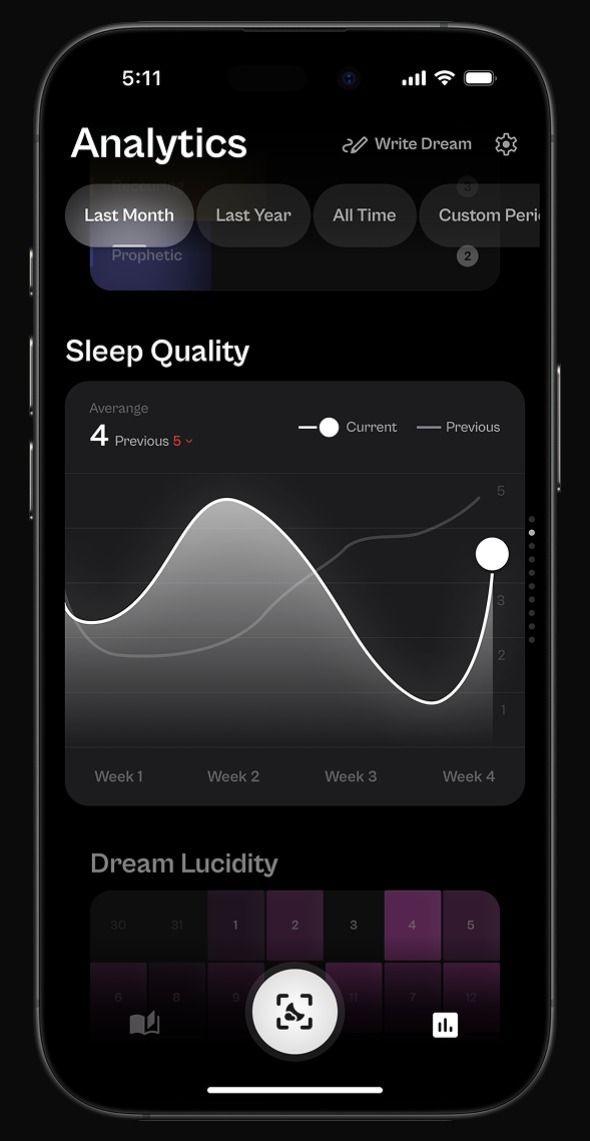 5:11
Analytics
Write Dream
Recurring
3
Last Month
Last Year
All Time
Custom Peri
Prophetic
2
Sleep Quality
Averange
4 Previous 5
Current
Previous
5
3
2
1
Week 1
Week 2
Week 3
Week 4
Dream Lucidity
30 31 1 2 3 4 5
6 8 9 11 7 12